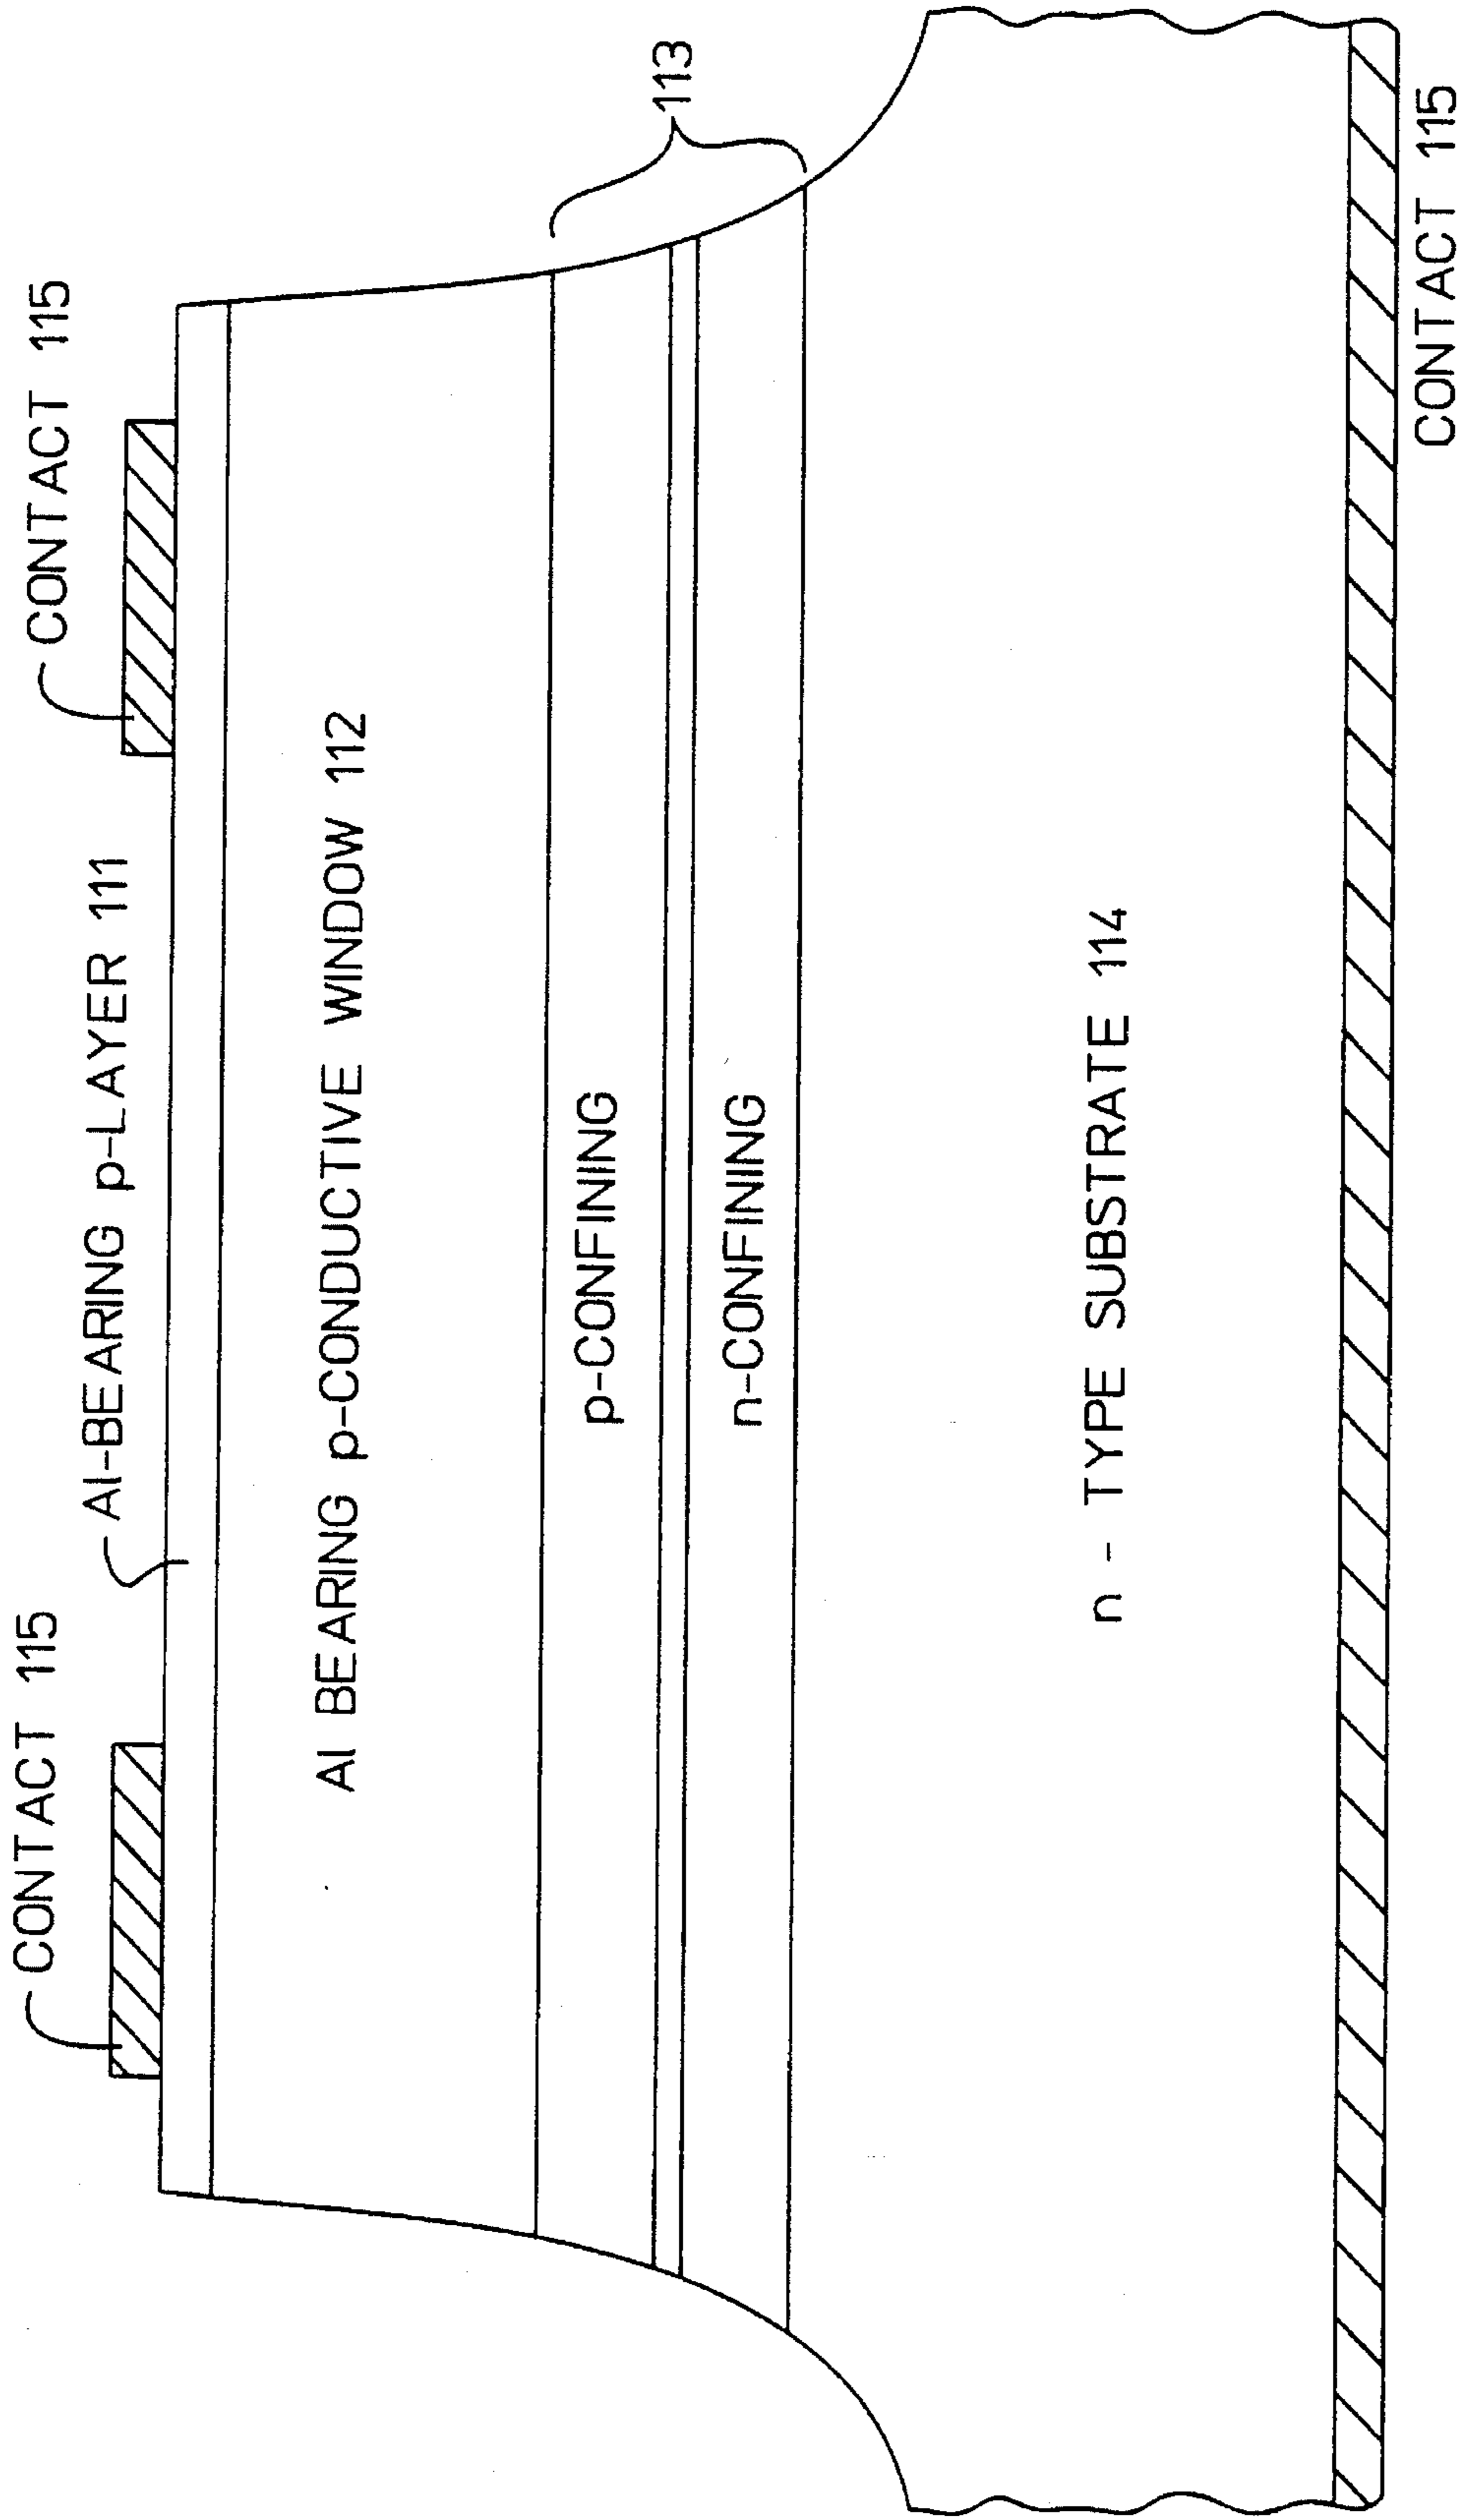 CONTACT 115
CONTACT 115
Al-BEARING p-LAYER 111
Al BEARING p-CONDUCTIVE WINDOW 112
p-CONFINING
113
n-CONFINING
n - TYPE SUBSTRATE 114
CONTACT 115